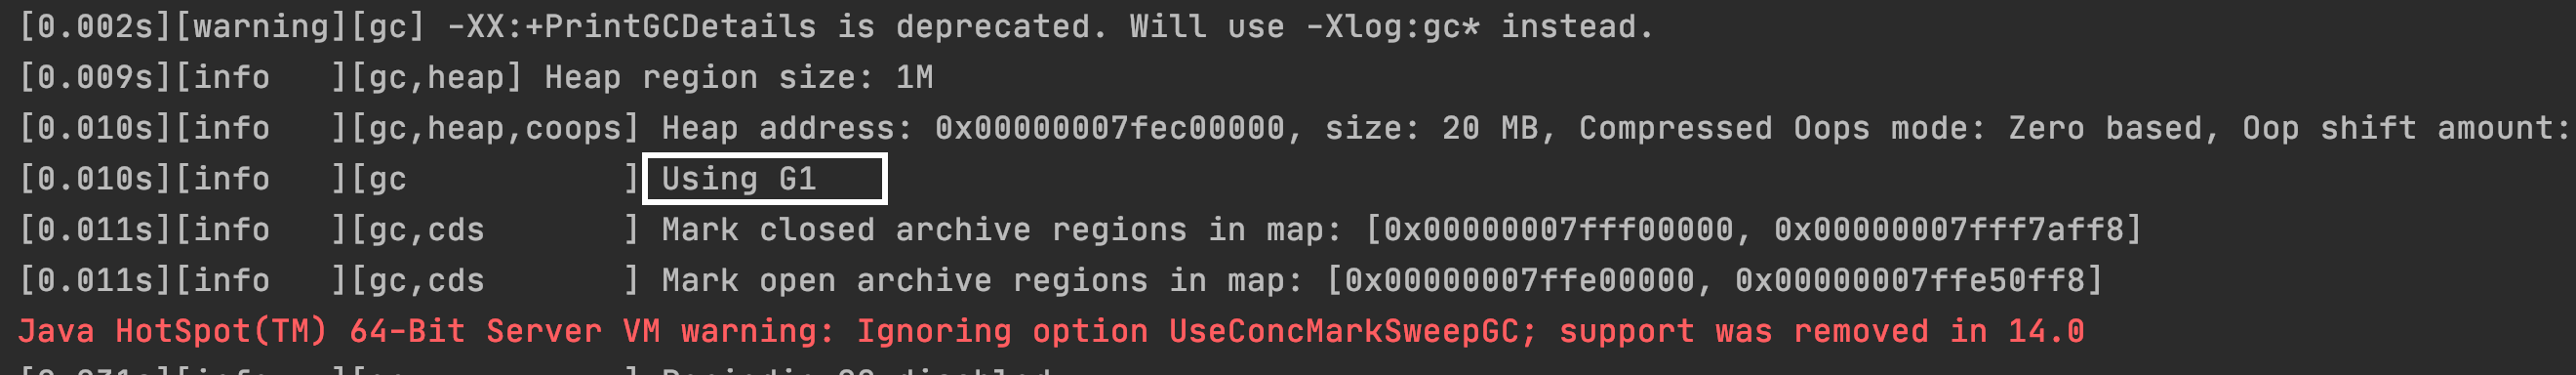 [0.002s][warning][gc] -XX:+PrintGCDetails is deprecated. Will use -Xlog:gc* instead.
[0.009s][info   ][gc,heap] Heap region size: 1M
[0.010s][info   ][gc,heap,coops] Heap address: 0x00000007fec00000, size: 20 MB, Compressed Oops mode: Zero based, Oop shift amount:
[0.010s][info   ][gc           ] Using G1
[0.011s][info   ][gc,cds       ] Mark closed archive regions in map: [0x00000007fff00000, 0x00000007fff7aff8]
[0.011s][info   ][gc,cds       ] Mark open archive regions in map: [0x00000007ffe00000, 0x00000007ffe50ff8]
Java HotSpot(TM) 64-Bit Server VM warning: Ignoring option UseConcMarkSweepGC; support was removed in 14.0